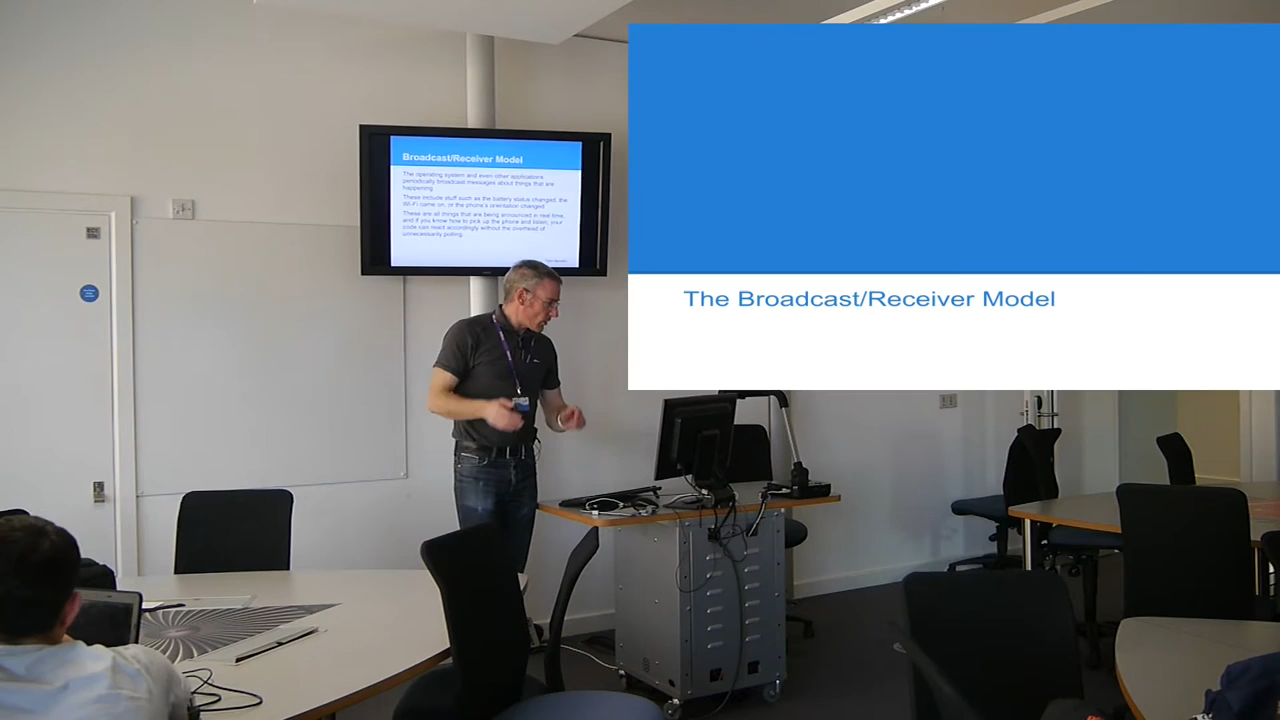 Broadcast/Receiver Model
The operating system and even other applications
periodically broadcast messages about things that are
happening
These include stuff such as the battery status changed, the
Wi-Fi came on, or the phone's orientation changed
These are all things that are being announced in real time,
and if you know how to pick up the phone and listen, your
code can react accordingly without the overhead of
unnecessarily polling
The Broadcast/Receiver Model